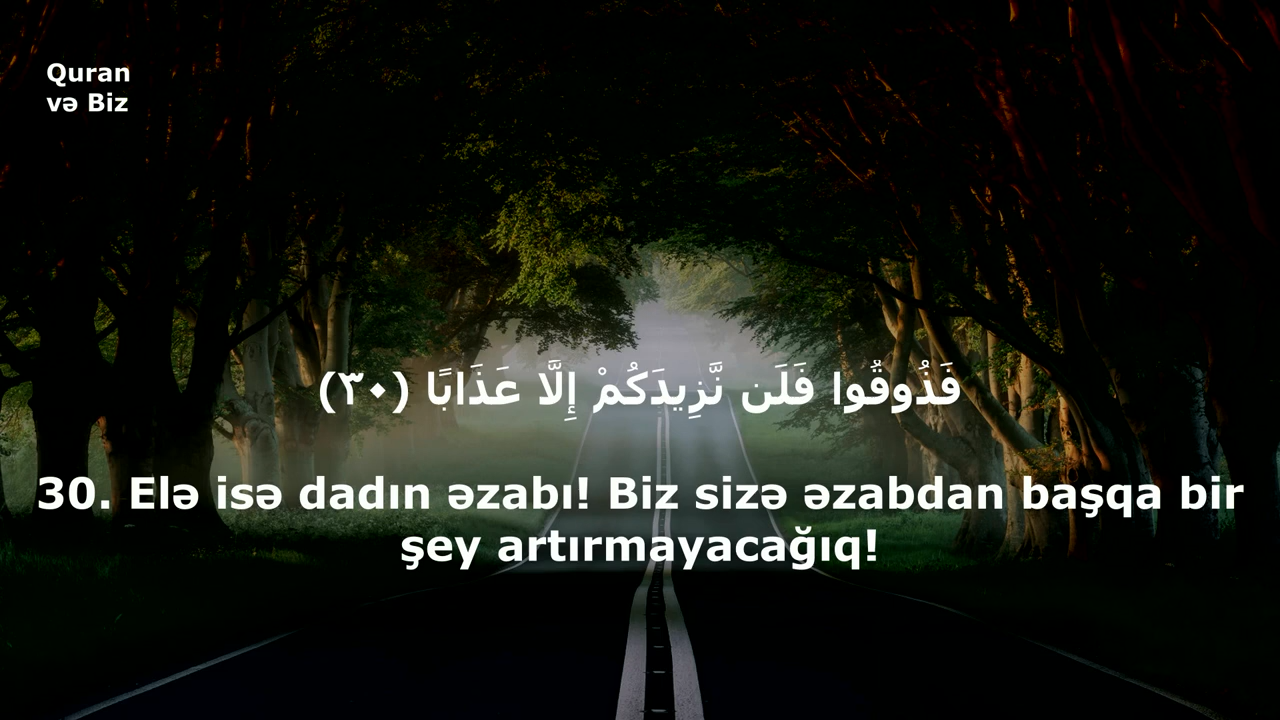 Quran
və Biz
فَذُوقُوا فَلَن نَّزِيدَكُمْ إِلَّا عَذَابًا (٣٠)
30. Elə isə dadın əzabı! Biz sizə əzabdan başqa bir
şey artırmayacağıq!